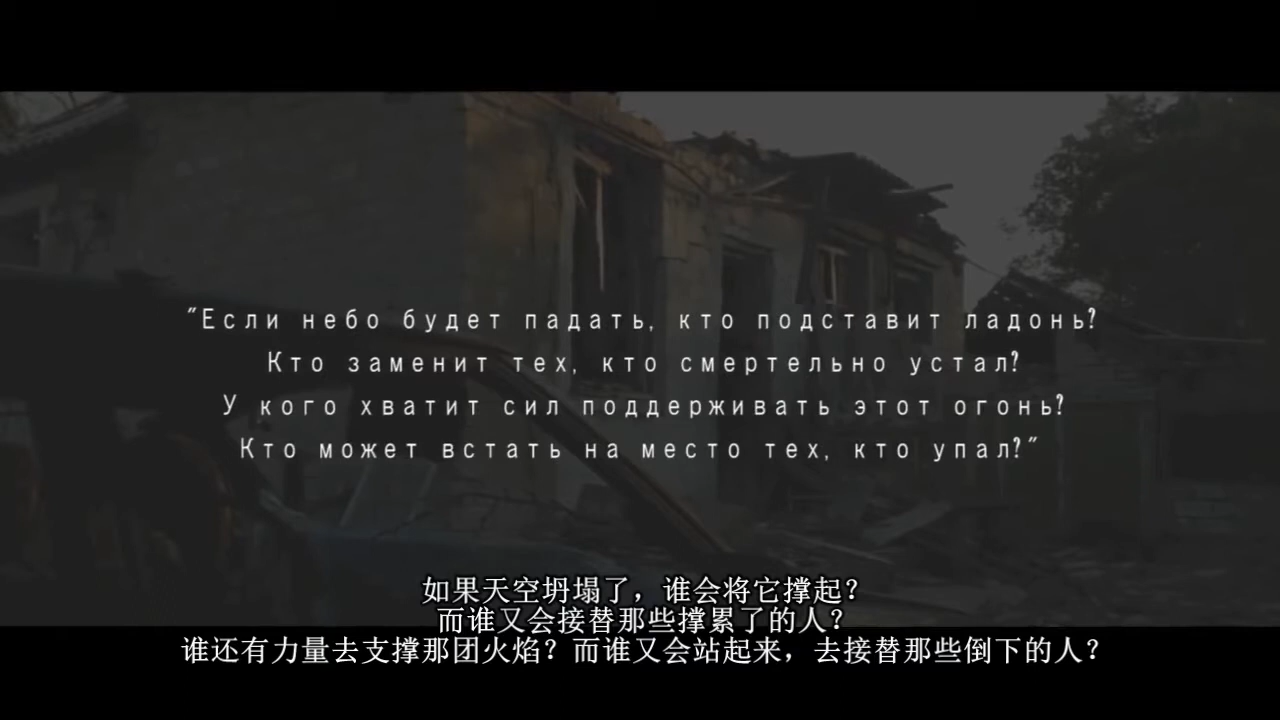 "Если небо будет падать, кто подставит ладонь?
Кто заменит тех, кто смертельно устал?
У кого хватит сил поддерживать этот огонь?
Кто может встать на место тех, кто упал?"
如果天空坍塌了，谁会将它撑起？
而谁又会接替那些撑累了的人？
谁还有力量去支撑那团火焰？而谁又会站起来，去接替那些倒下的人？